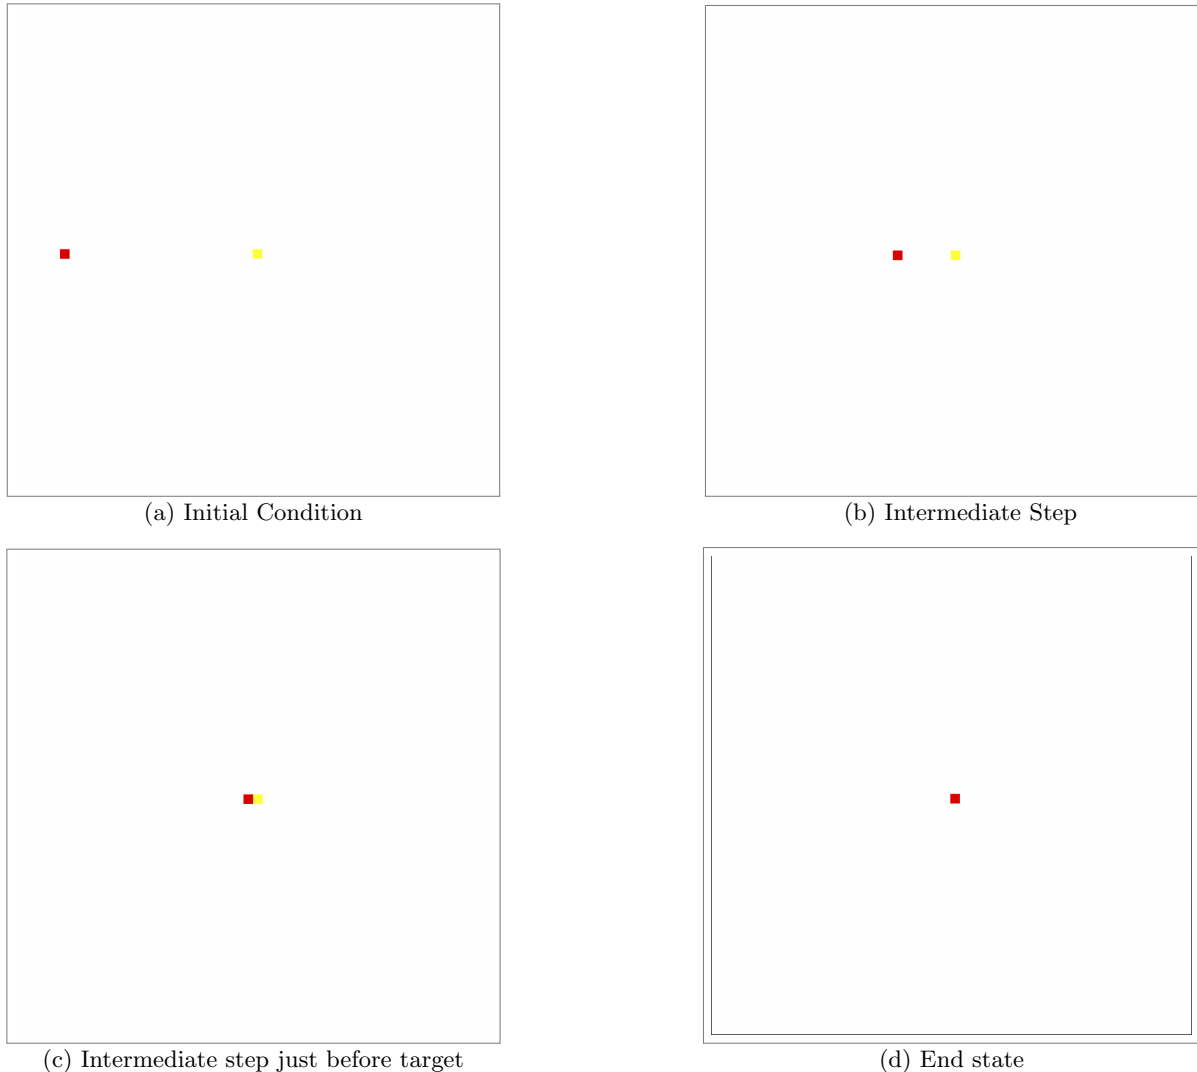 (a) Initial Condition
(b) Intermediate Step
(c) Intermediate step just before target
(d) End state